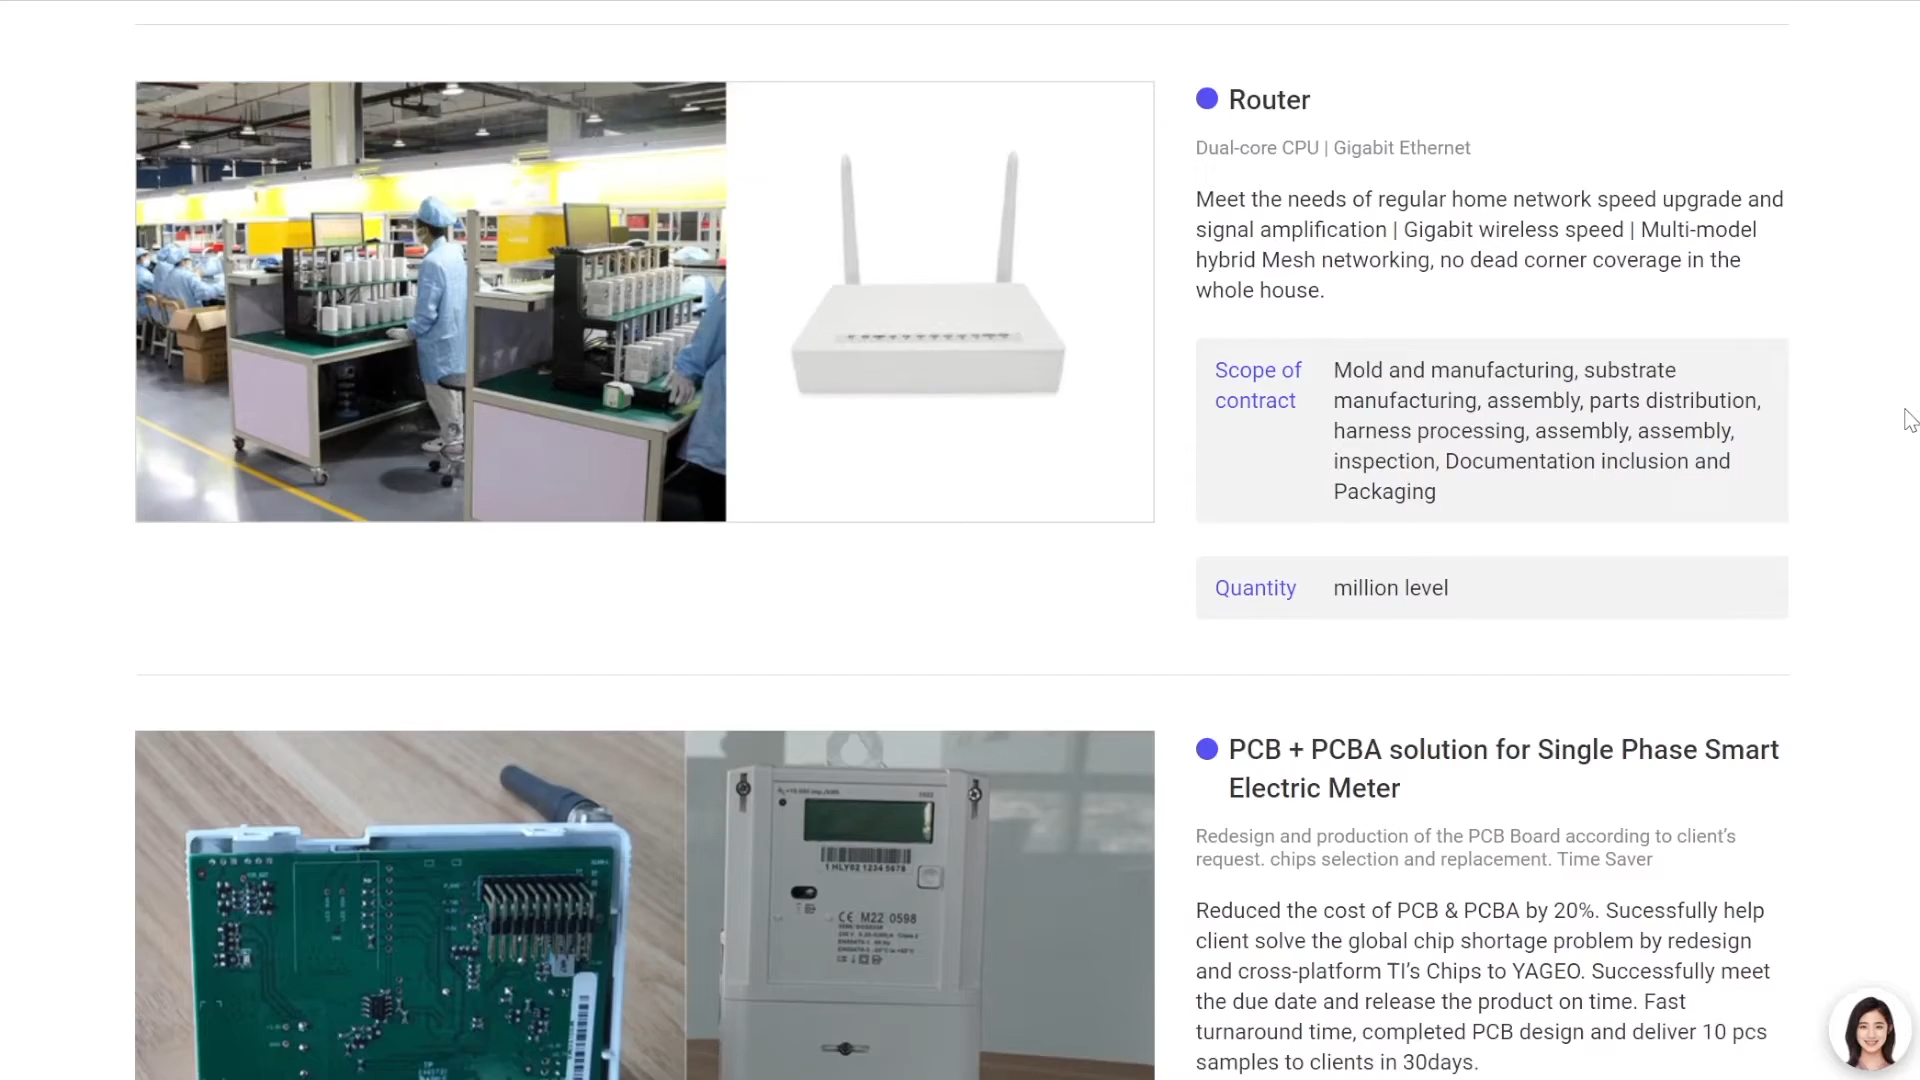 Router
Dual-core CPU | Gigabit Ethernet
Meet the needs of regular home network speed upgrade and
signal amplification | Gigabit wireless speed | Multi-model
hybrid Mesh networking, no dead corner coverage in the
whole house.
Scope of
contract
Mold and manufacturing, substrate
manufacturing, assembly, parts distribution,
harness processing, assembly, assembly,
inspection, Documentation inclusion and
Packaging
Quantity
million level
PCB + PCBA solution for Single Phase Smart
Electric Meter
Redesign and production of the PCB Board according to client's
request. chips selection and replacement. Time Saver
Reduced the cost of PCB & PCBA by 20%. Sucessfully help
client solve the global chip shortage problem by redesign
and cross-platform TI's Chips to YAGEO. Successfully meet
the due date and release the product on time. Fast
turnaround time, completed PCB design and deliver 10 pcs
samples to clients in 30days.
1 HLY02 1234 5678
CE M22 0598